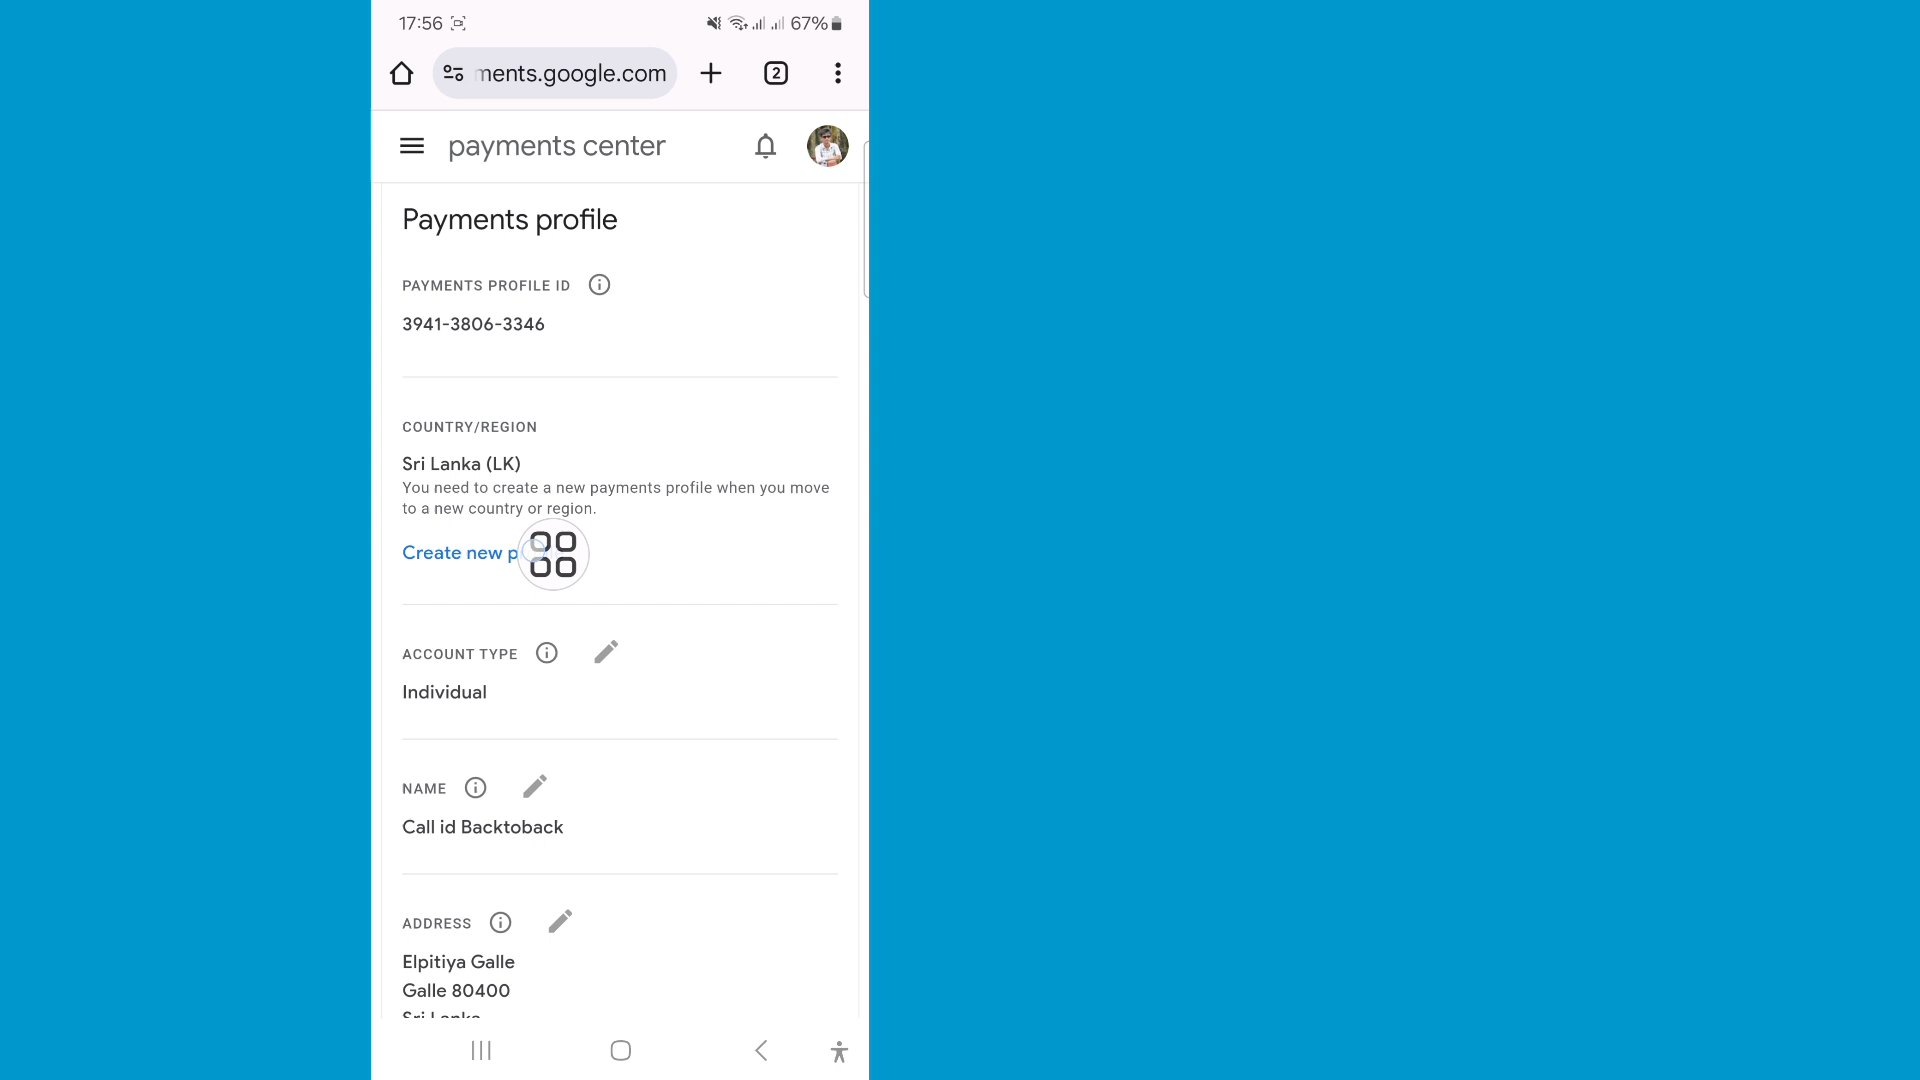 17:56
67%
ments.google.com
2
payments center
Payments profile
PAYMENTS PROFILE ID
3941-3806-3346
COUNTRY/REGION
Sri Lanka (LK)
You need to create a new payments profile when you move
to a new country or region.
Create new p
ACCOUNT TYPE
Individual
NAME
Call id Backtoback
ADDRESS
Elpitiya Galle
Galle 80400
Sri Lanka